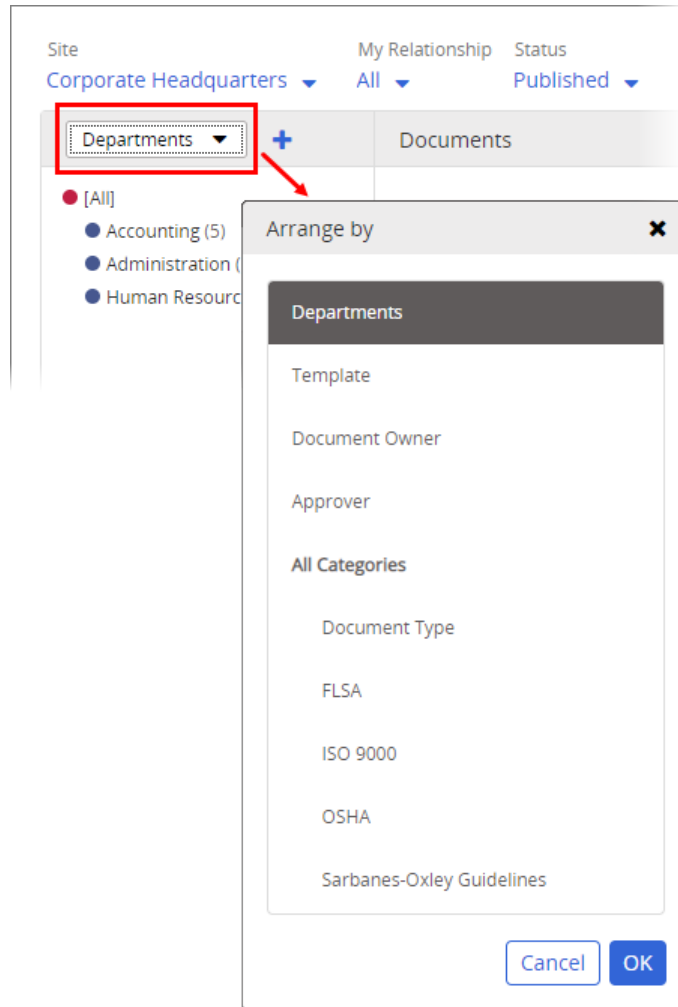 Site My Relationship Status
Corporate Headquarters All Published
Departments + Documents
[All]
Accounting (5)
Administration (
Human Resourc
Arrange by
Departments
Template
Document Owner
Approver
All Categories
Document Type
FLSA
ISO 9000
OSHA
Sarbanes-Oxley Guidelines
Cancel OK